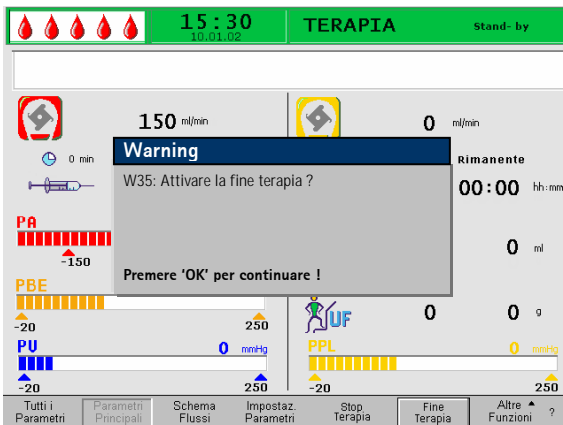 15:30
10.01.02
TERAPIA
Stand- by
150 ml/min
0 ml/min
0 min
Rimanente
00:00 hh:mm
Warning
W35: Attivare la fine terapia ?
Premere 'OK' per continuare !
PA
-150
0 ml
PBE
-20 250
UF 0 0 g
PV 0 mmHg
-20 250
PPL 0 mmHg
-20 250
Tutti i Parametri
Parametri Principali
Schema Flussi
Impostaz. Parametri
Stop Terapia
Fine Terapia
Altre Funzioni
?